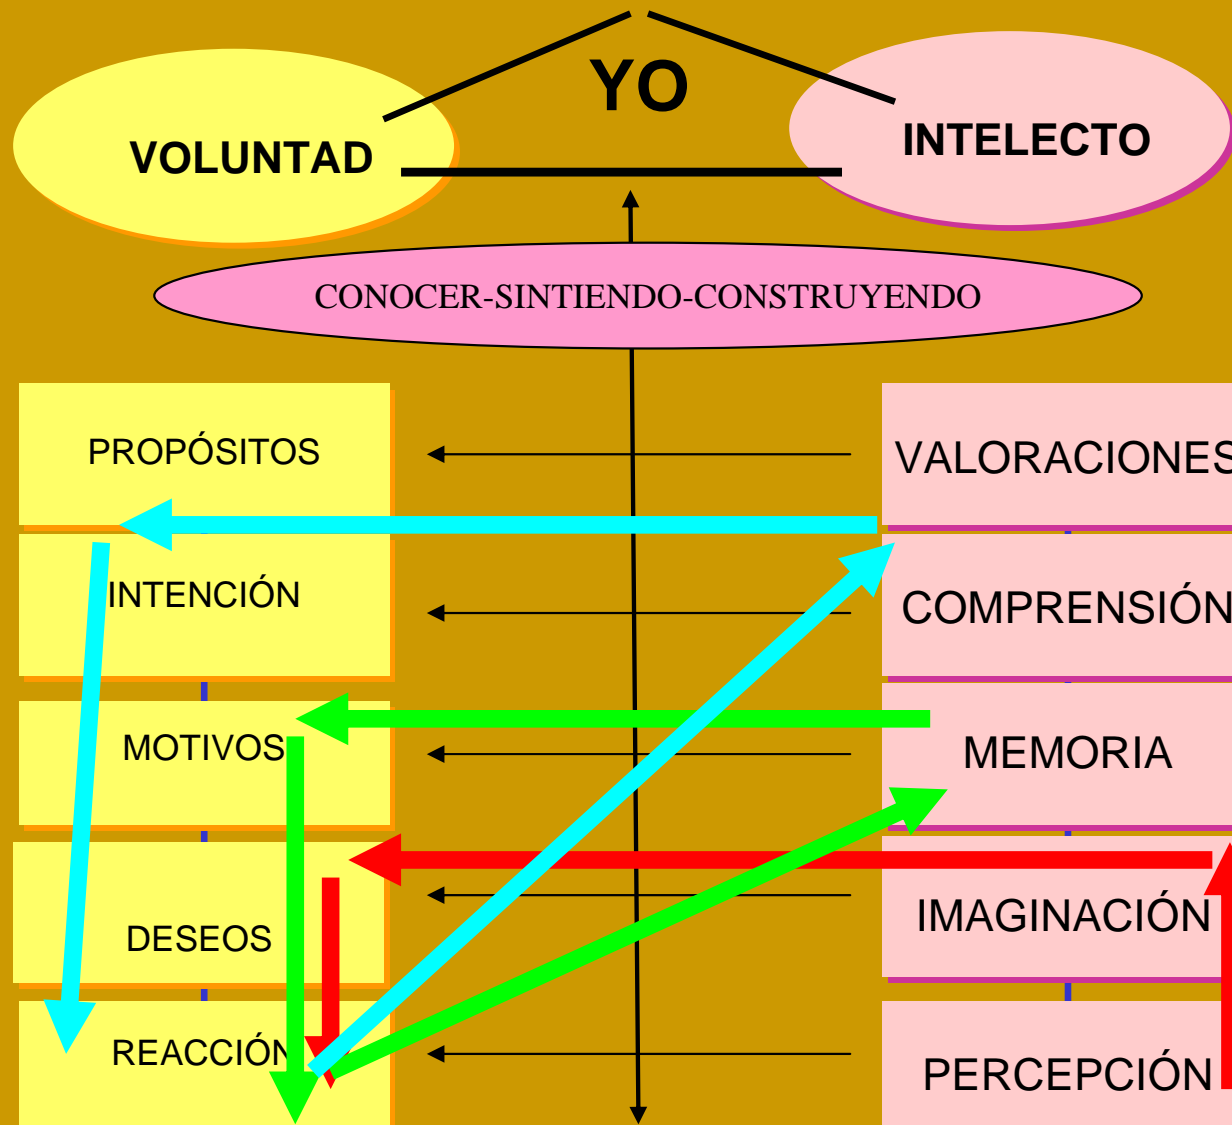 YO
VOLUNTAD
INTELECTO
CONOCER-SINTIENDO-CONSTRUYENDO
PROPÓSITOS
VALORACIONES
INTENCIÓN
COMPRENSIÓN
MOTIVOS
MEMORIA
DESEOS
IMAGINACIÓN
REACCIÓN
PERCEPCIÓN